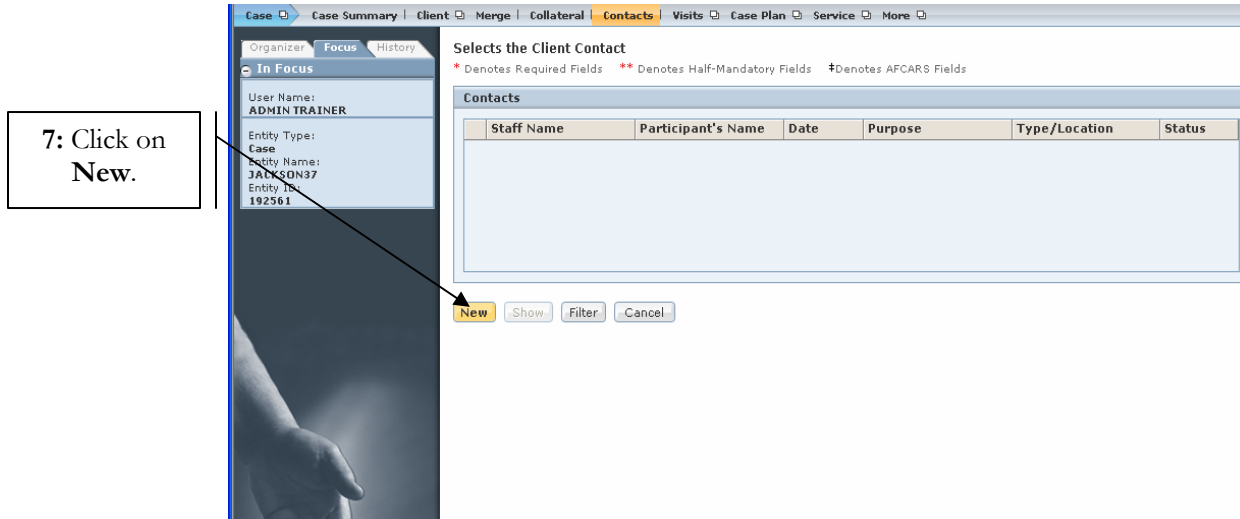 Case Case Summary | Client Merge | Collateral | Contacts | Visits Case Plan Service More
Organizer Focus History
In Focus
User Name:
ADMIN TRAINER
Entity Type:
Case
Entity Name:
JACKSON37
Entity ID:
192561
7: Click on
New.
Selects the Client Contact
* Denotes Required Fields ** Denotes Half-Mandatory Fields ‡Denotes AFCARS Fields
Contacts
Staff Name Participant's Name Date Purpose Type/Location Status
New Show Filter Cancel